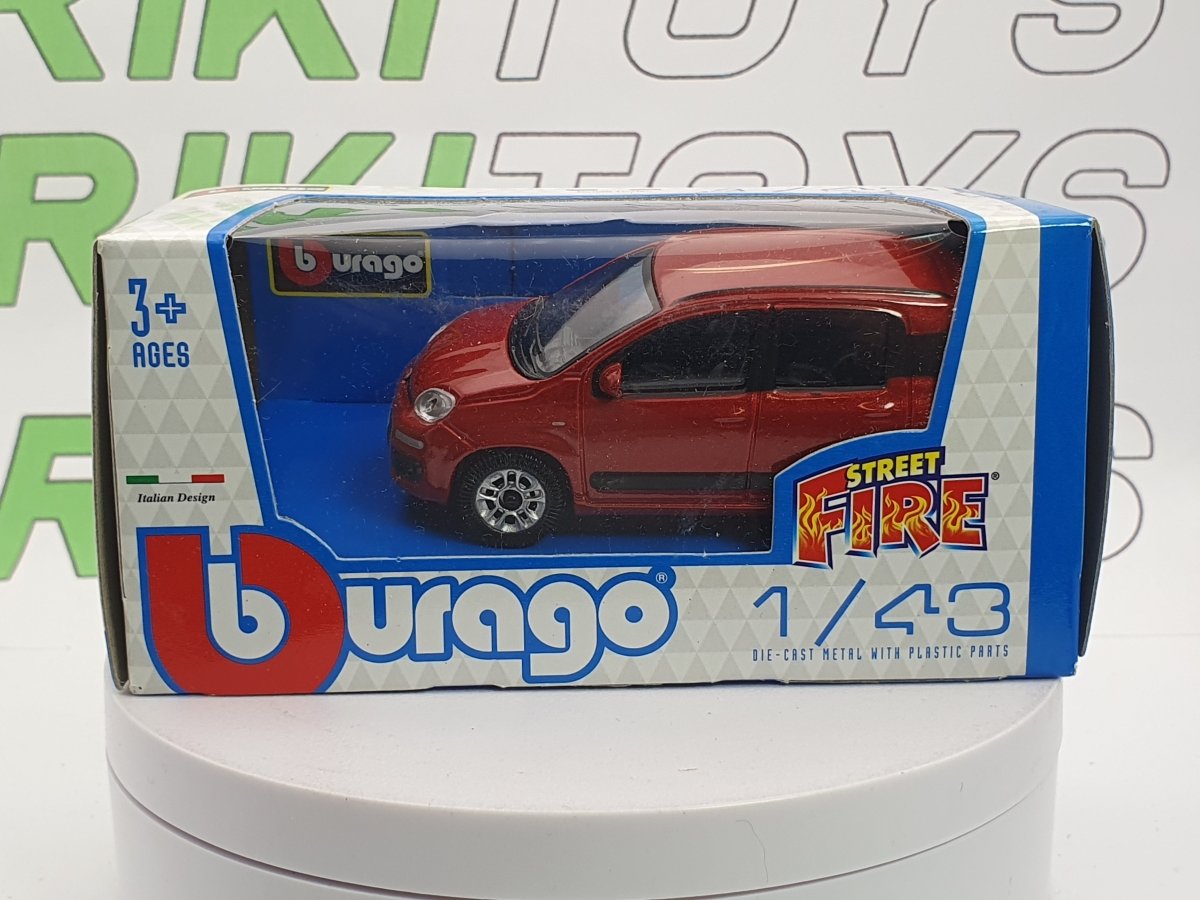 RIKITOYS
RIKITOYS
R
S
burago
3+
AGES
Italian Design
STREET
FIRE®
burago®
1/43
DIE-CAST METAL WITH PLASTIC PARTS